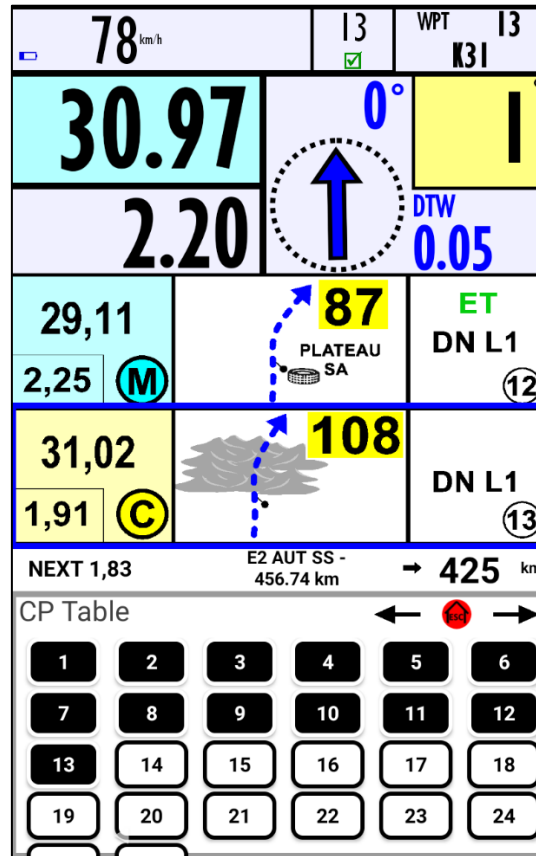 78 km/h
13
WPT 13
K31
30.97
0°
1°
2.20
DTW
0.05
29,11
87
ET
PLATEAU
SA
DN L1
2,25
M
12
31,02
108
DN L1
1,91
C
13
NEXT 1,83
E2 AUT SS -
456.74 km
425 km
CP Table
ESC
1 2 3 4 5 6
7 8 9 10 11 12
13 14 15 16 17 18
19 20 21 22 23 24